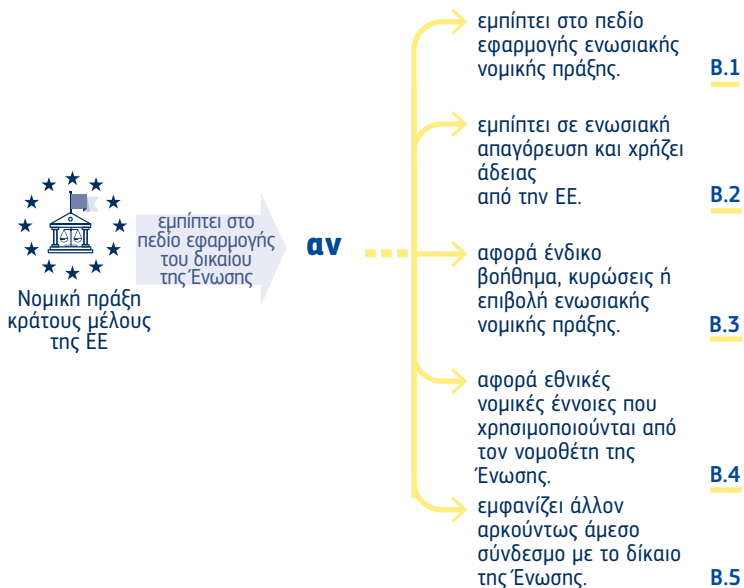 Νομική πράξη
κράτους μέλους
της ΕΕ
εμπίπτει στο
πεδίο εφαρμογής
του δικαίου
της Ένωσης
αν
εμπίπτει στο πεδίο
εφαρμογής ενωσιακής
νομικής πράξης.
B.1
εμπίπτει σε ενωσιακή
απαγόρευση και χρήζει
άδειας
από την ΕΕ.
B.2
αφορά ένδικο
βοήθημα, κυρώσεις ή
επιβολή ενωσιακής
νομικής πράξης.
B.3
αφορά εθνικές
νομικές έννοιες που
χρησιμοποιούνται από
τον νομοθέτη της
Ένωσης.
B.4
εμφανίζει άλλον
αρκούντως άμεσο
σύνδεσμο με το δίκαιο
της Ένωσης.
B.5